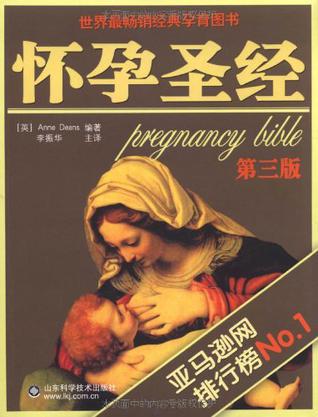 世界最畅销经典孕育图书
怀孕圣经
[英] Anne Deans 编著
李振华 主译
pregnancy bible
第三版
亚马逊网
排行榜No.1
山东科学技术出版社
www.lkj.com.cn